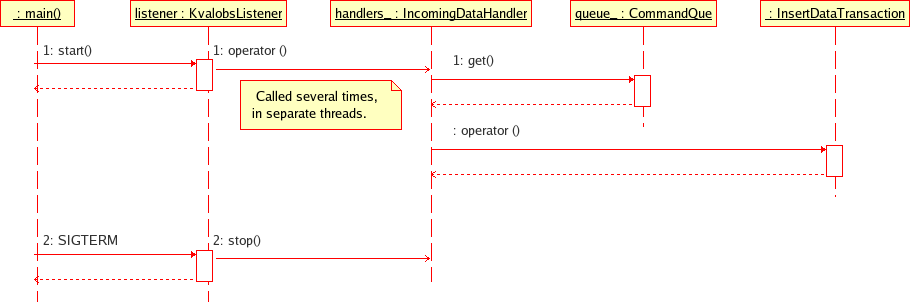 : main()
listener : KvalobsListener
handlers_ : IncomingDataHandler
queue_ : CommandQue
: InsertDataTransaction
1: start()
1: operator ()
1: get()
Called several times,
in separate threads.
: operator ()
2: SIGTERM
2: stop()